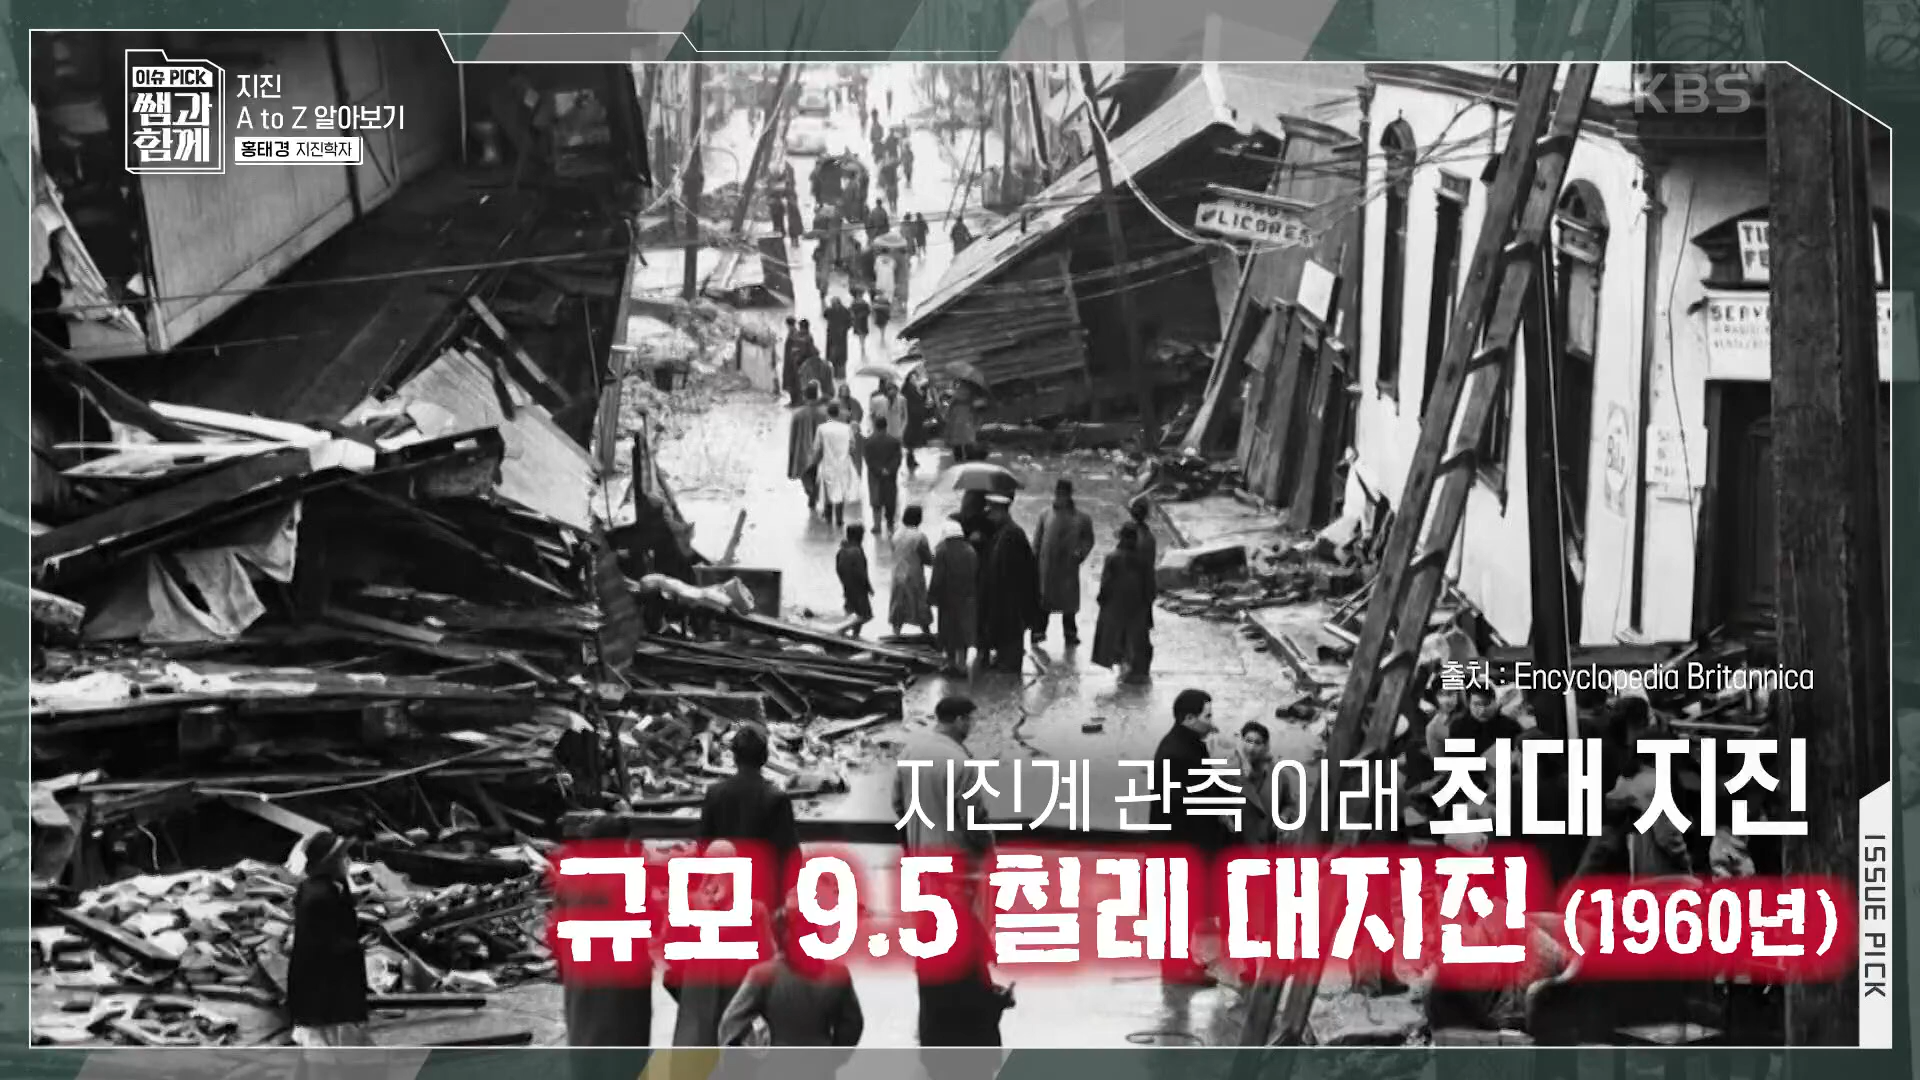 이슈 PICK
쌤과
함께
지진
A to Z 알아보기
홍태경 지진학자
KBS
LICORES
출처 : Encyclopedia Britannica
지진계 관측 이래 최대 지진
규모 9.5 칠레 대지진 (1960년)
ISSUE PICK